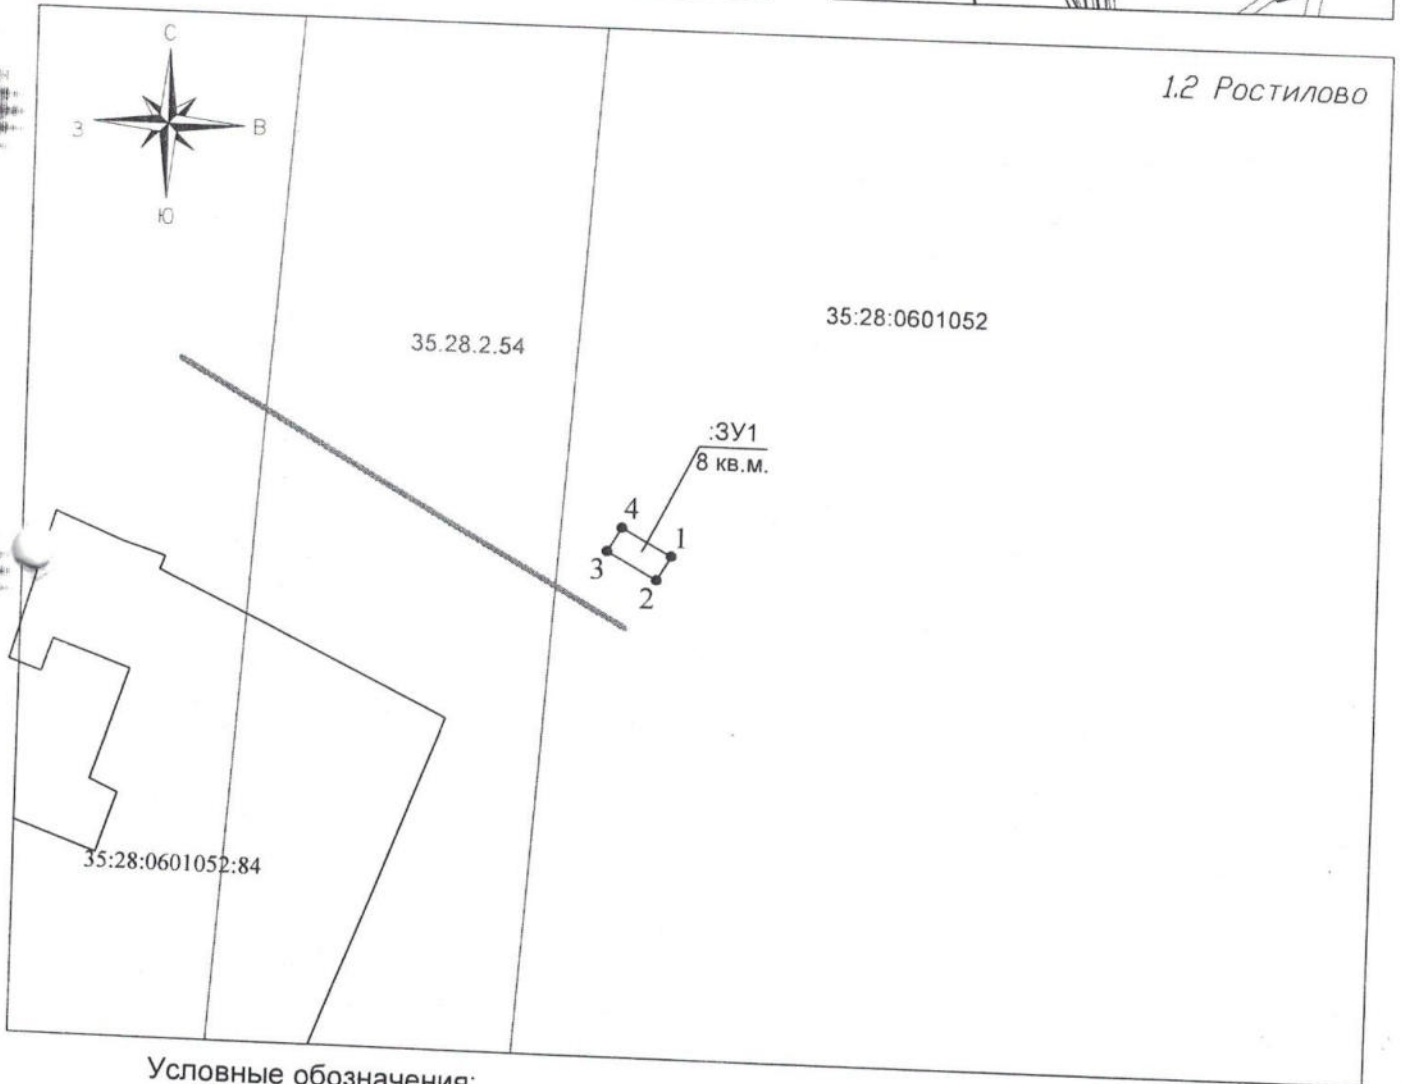 1.2 Ростилово
С
З
В
Ю
35:28:0601052
35.28.2.54
:ЗУ1
8 кв.м.
4
1
3
2
35:28:0601052:84
Условные обозначения: